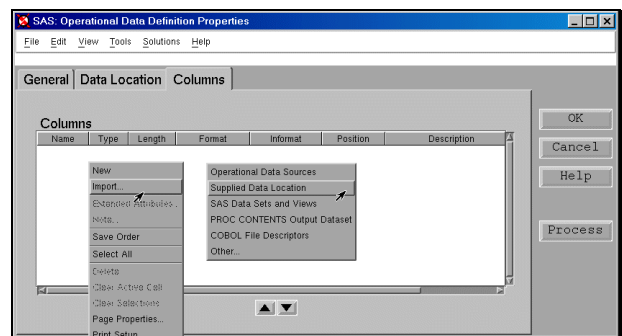 SAS: Operational Data Definition Properties
File Edit View Tools Solutions Help
General Data Location Columns
Columns
Name Type Length Format Informat Position Description
New
Import...
Extended Attributes...
Note...
Save Order
Select All
Delete
Clear Active Cell
Clear Selections
Page Properties...
Print Setup
Operational Data Sources
Supplied Data Location
SAS Data Sets and Views
PROC CONTENTS Output Dataset
COBOL File Descriptors
Other...
OK
Cancel
Help
Process